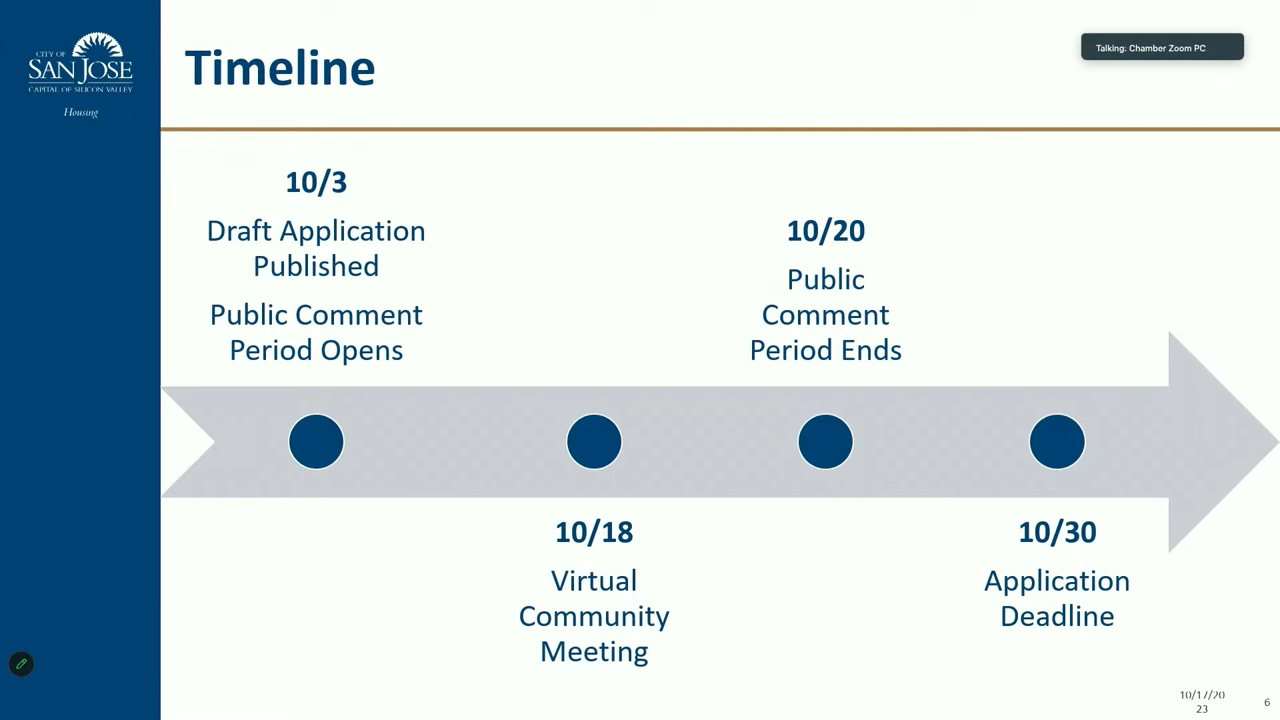 CITY OF
SAN JOSE
CAPITAL OF SILICON VALLEY
Housing
Timeline
Talking: Chamber Zoom PC
10/3
Draft Application
Published
Public Comment
Period Opens
10/20
Public
Comment
Period Ends
10/18
Virtual
Community
Meeting
10/30
Application
Deadline
10/17/20
23
6